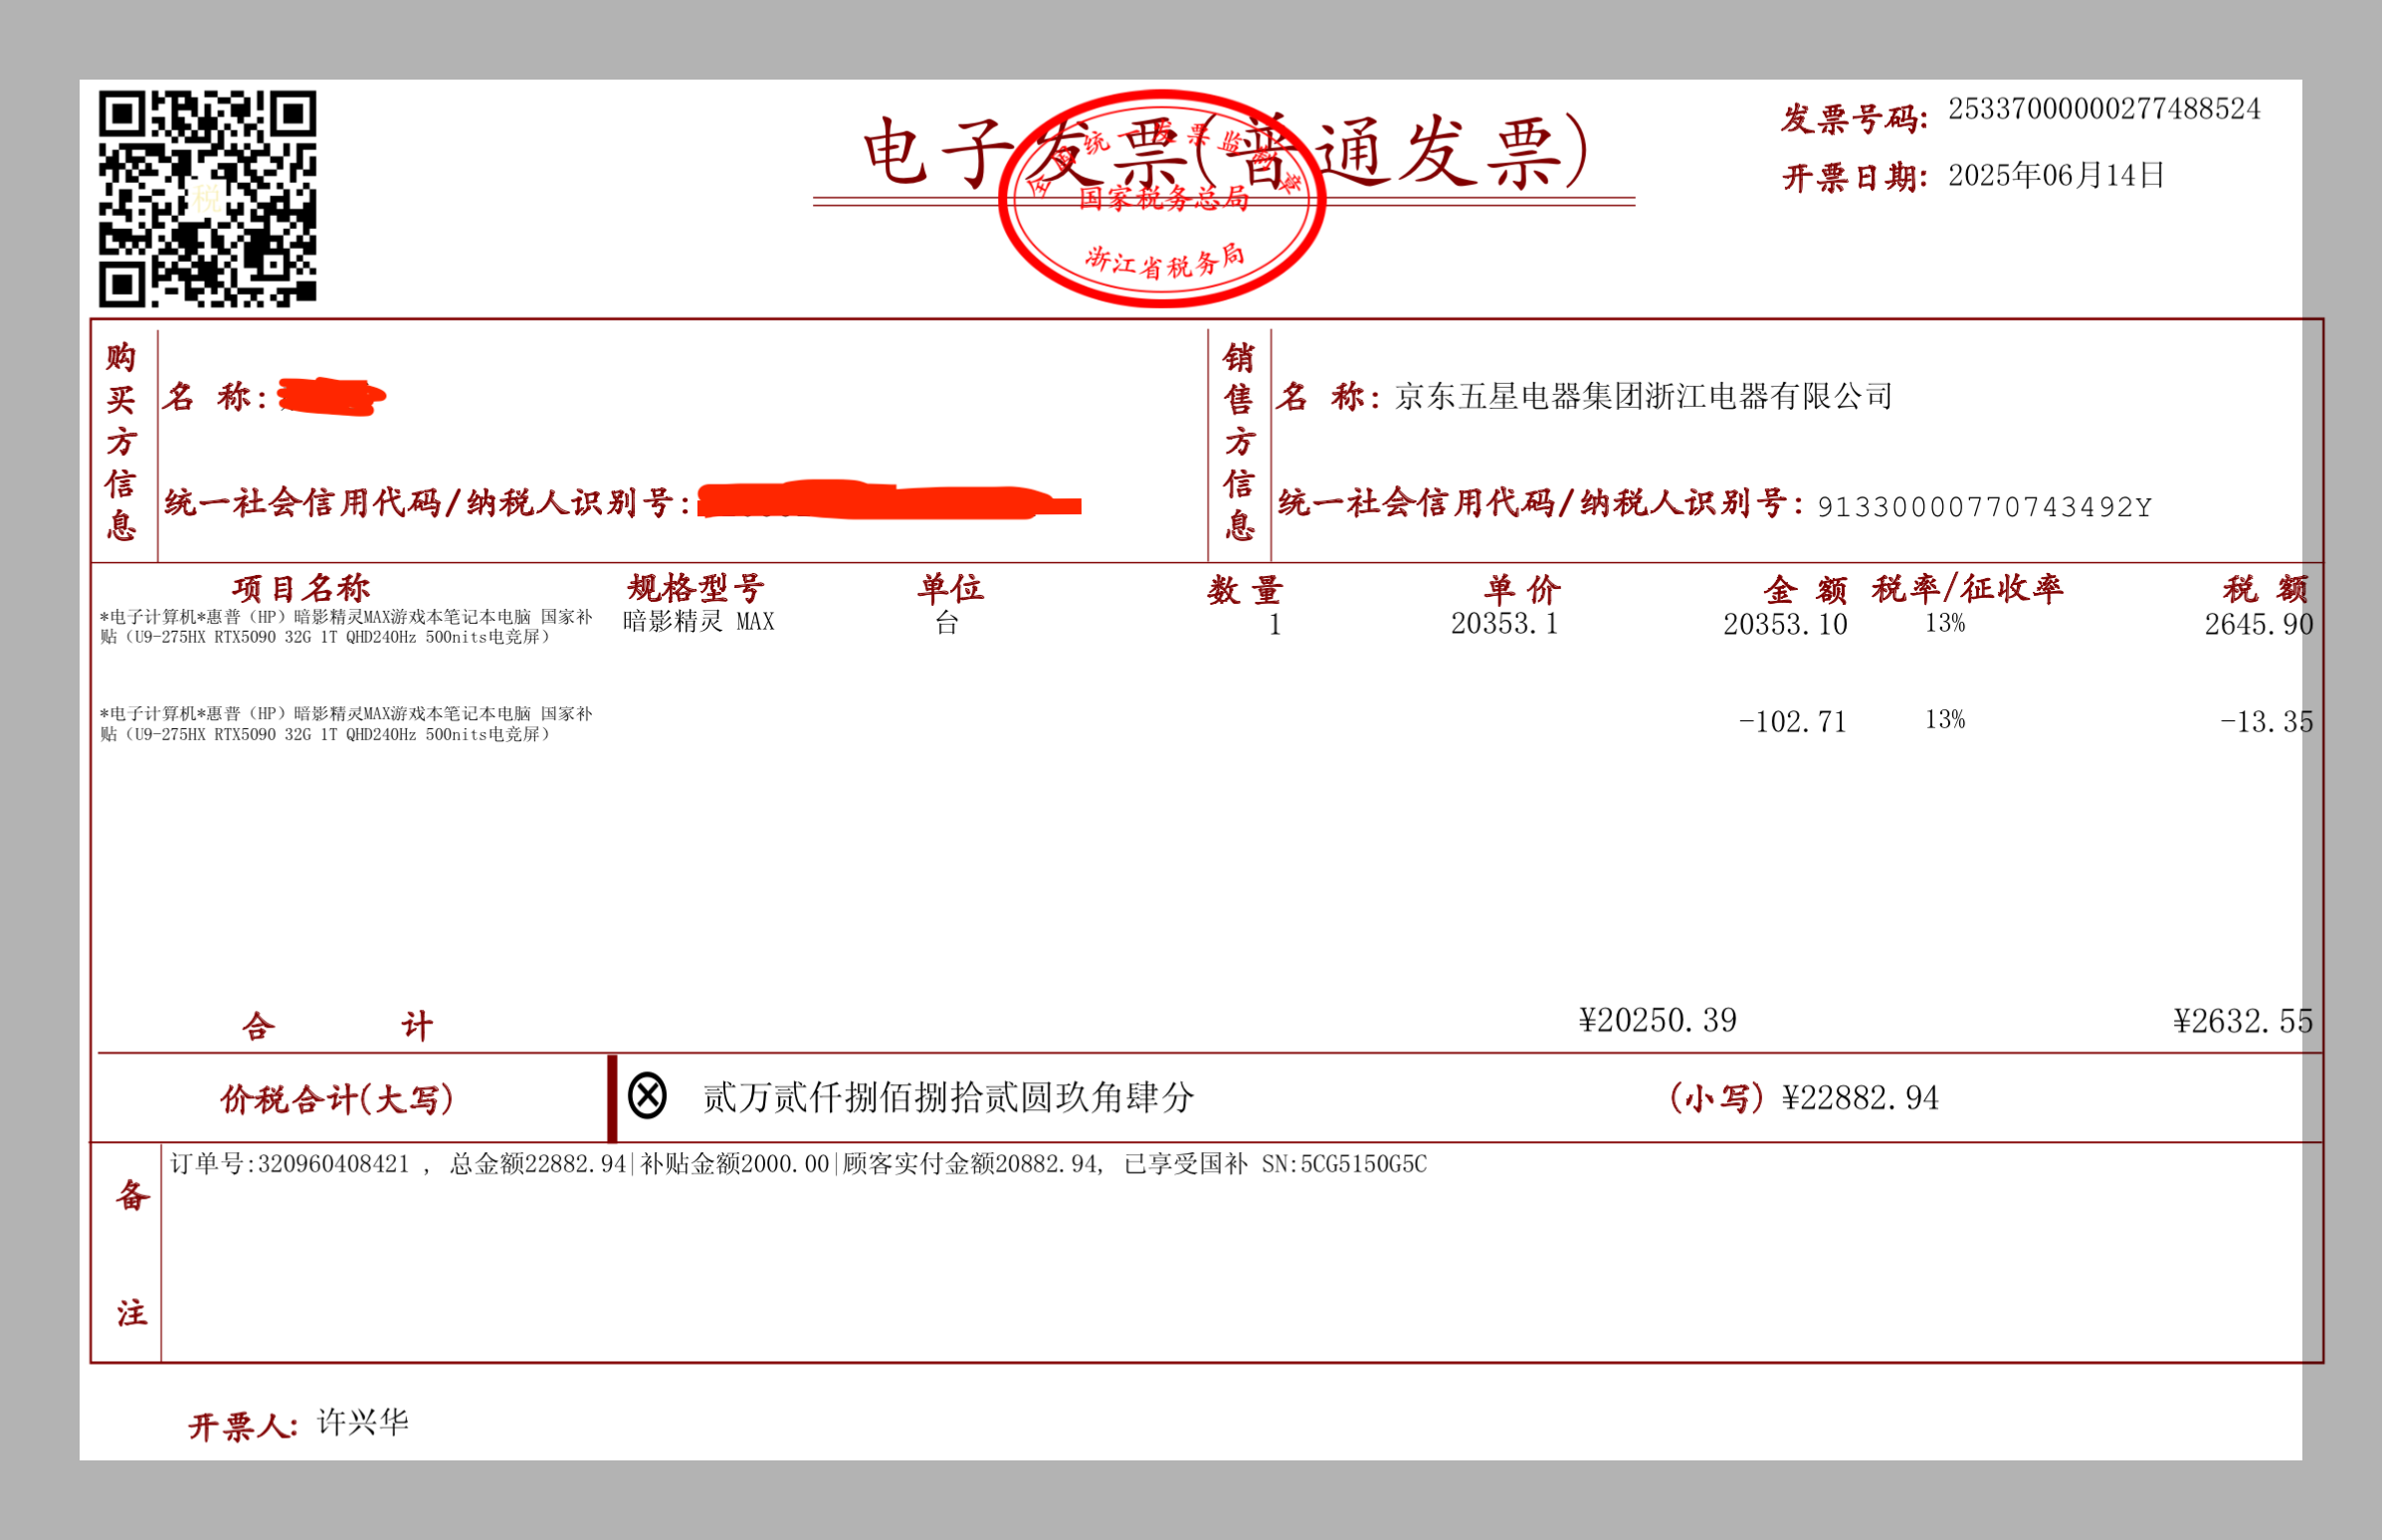 电子发票(普通发票)
全国统一发票监制章
国家税务总局
浙江省税务局
税
发票号码: 25337000000277488524
开票日期: 2025年06月14日
购买方信息
名 称:
统一社会信用代码/纳税人识别号:
销售方信息
名 称: 京东五星电器集团浙江电器有限公司
统一社会信用代码/纳税人识别号: 91330000770743492Y
项目名称 规格型号 单位 数量 单价 金额 税率/征收率 税额
*电子计算机*惠普（HP）暗影精灵MAX游戏本笔记本电脑 国家补 暗影精灵 MAX 台 1 20353.1 20353.10 13% 2645.90
贴（U9-275HX RTX5090 32G 1T QHD240Hz 500nits电竞屏）
*电子计算机*惠普（HP）暗影精灵MAX游戏本笔记本电脑 国家补 -102.71 13% -13.35
贴（U9-275HX RTX5090 32G 1T QHD240Hz 500nits电竞屏）
合 计 ¥20250.39 ¥2632.55
价税合计(大写) 贰万贰仟捌佰捌拾贰圆玖角肆分 (小写) ¥22882.94
备注
订单号:320960408421 , 总金额22882.94|补贴金额2000.00|顾客实付金额20882.94, 已享受国补 SN:5CG5150G5C
开票人: 许兴华